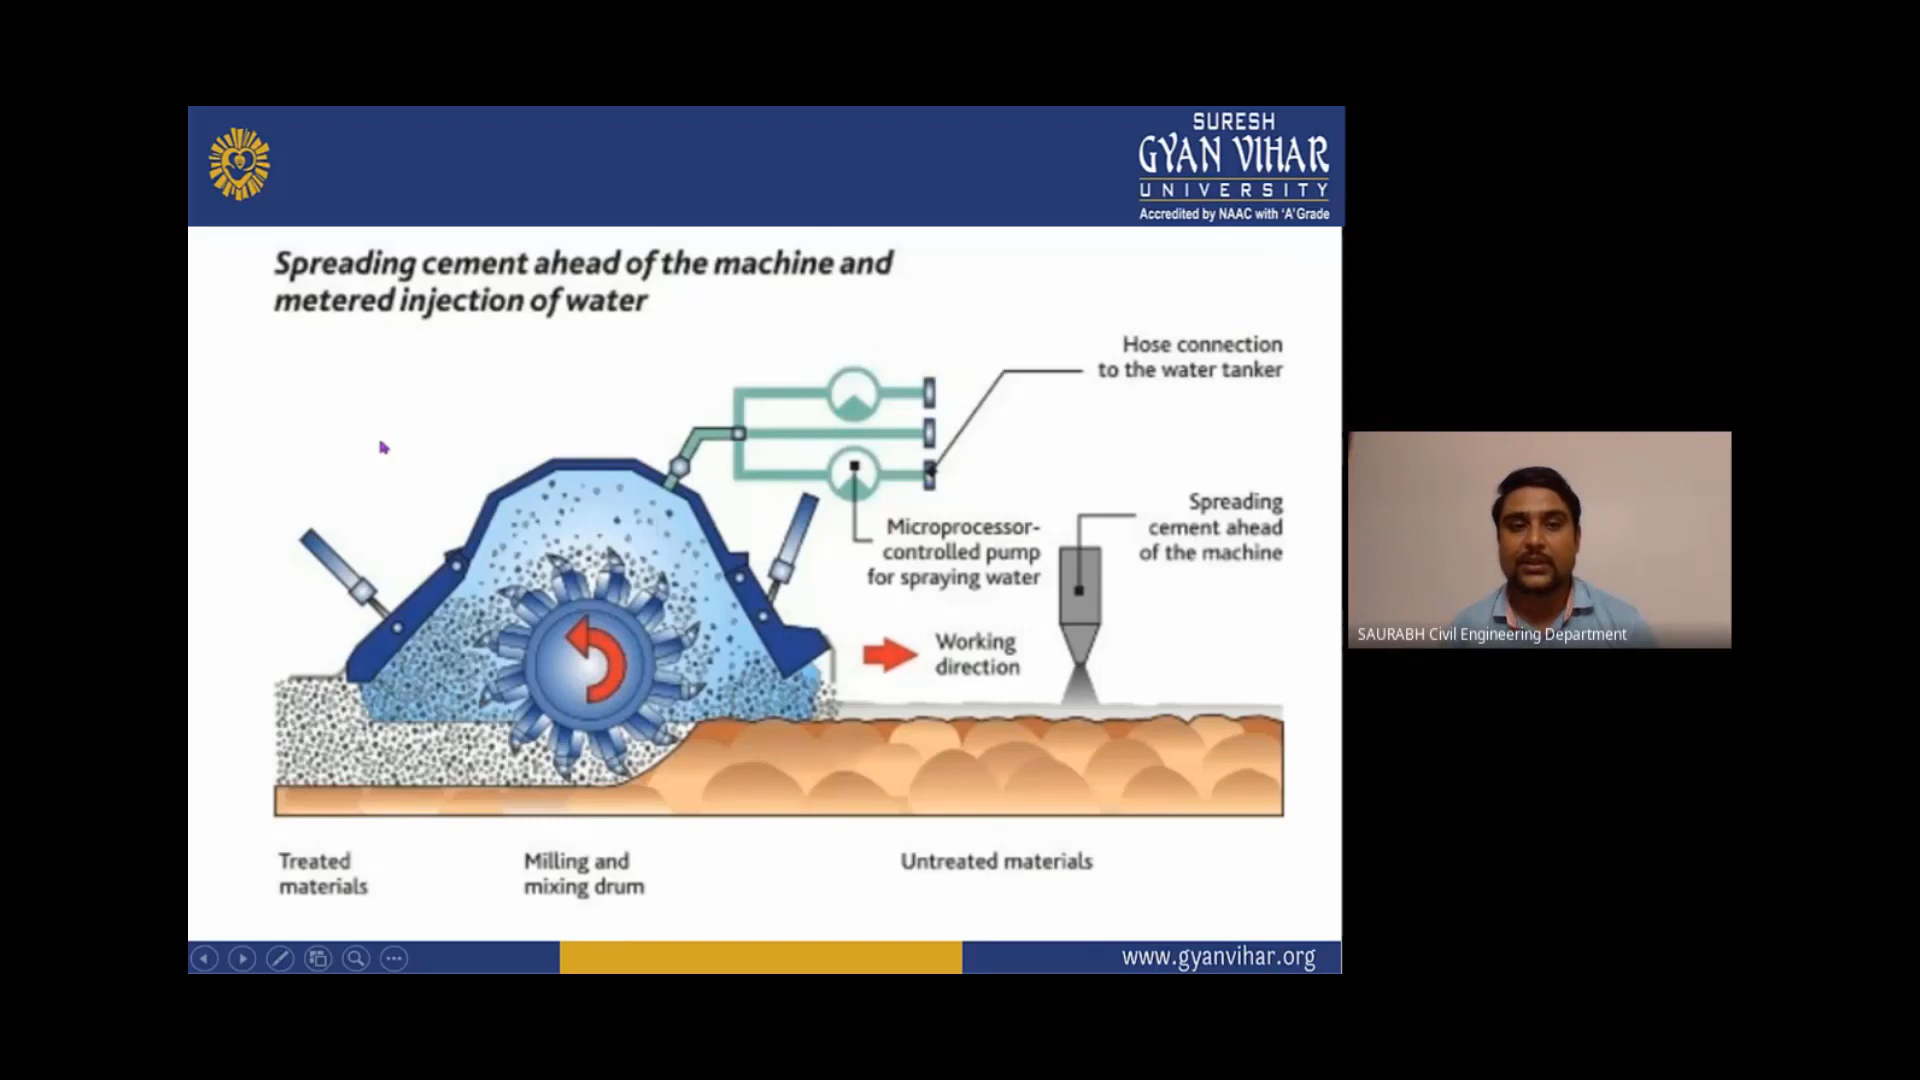 SURESH
GYAN VIHAR
UNIVERSITY
Accredited by NAAC with 'A' Grade
Spreading cement ahead of the machine and
metered injection of water
Hose connection
to the water tanker
Spreading
cement ahead
of the machine
Microprocessor-
controlled pump
for spraying water
Working
direction
SAURABH Civil Engineering Department
Treated
materials
Milling and
mixing drum
Untreated materials
www.gyanvihar.org